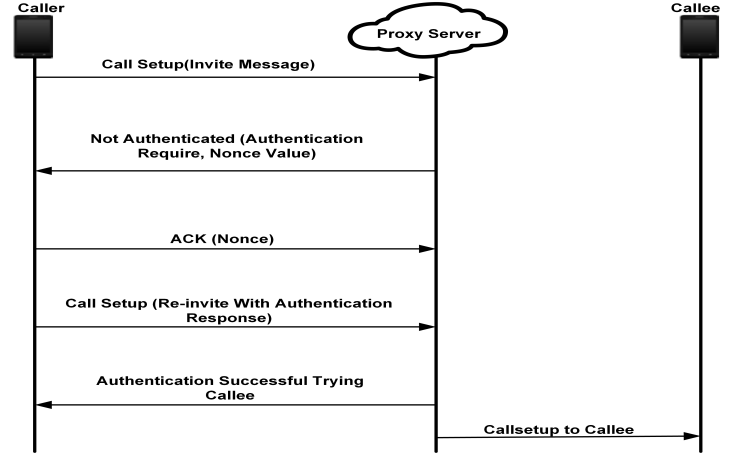 Caller
Proxy Server
Callee
Call Setup(Invite Message)
Not Authenticated (Authentication
Require, Nonce Value)
ACK (Nonce)
Call Setup (Re-invite With Authentication
Response)
Authentication Successful Trying
Callee
Callsetup to Callee